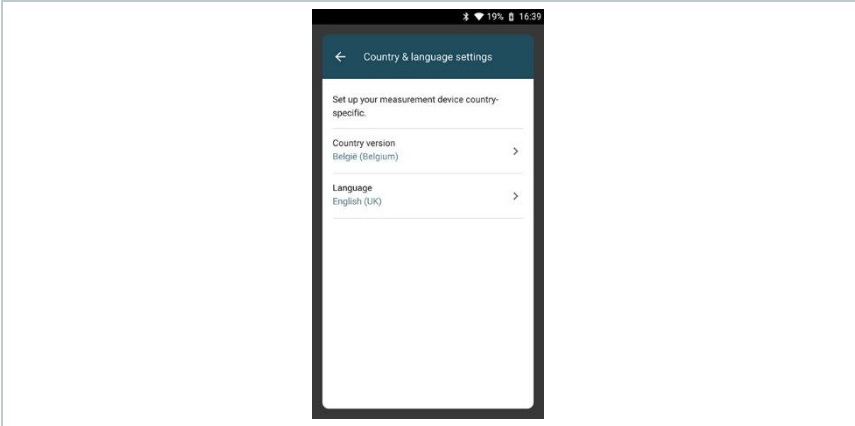 19% 16:39
Country & language settings
Set up your measurement device country-
specific.
Country version
België (Belgium)
Language
English (UK)